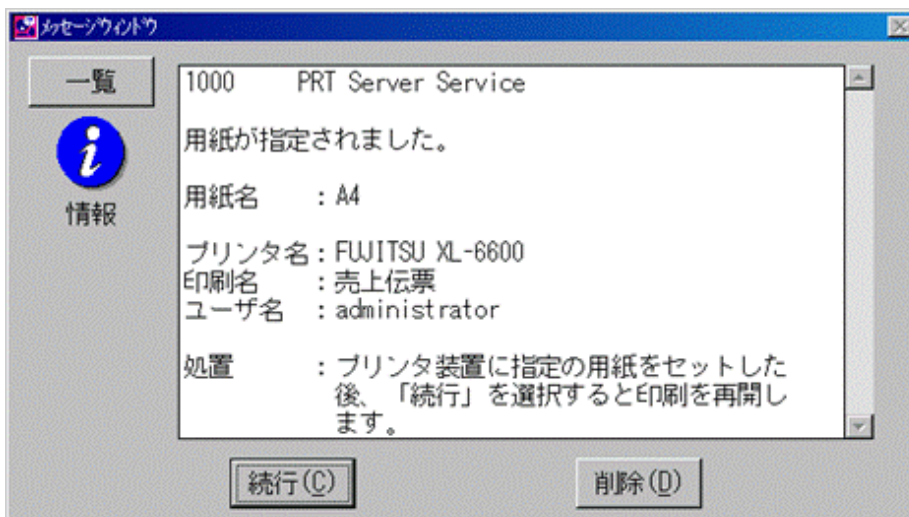 メッセージウィンドウ
一覧
情報
1000 PRT Server Service
用紙が指定されました。
用紙名 : A4
プリンタ名 : FUJITSU XL-6600
印刷名 : 売上伝票
ユーザ名 : administrator
処置 : プリンタ装置に指定の用紙をセットした
後、「続行」を選択すると印刷を再開し
ます。
続行(C)
削除(D)